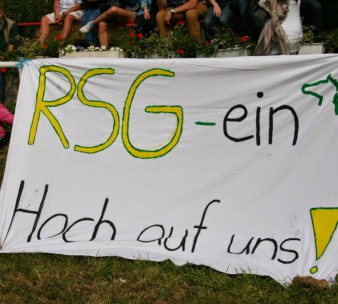 RSG-ein
Hoch auf uns!